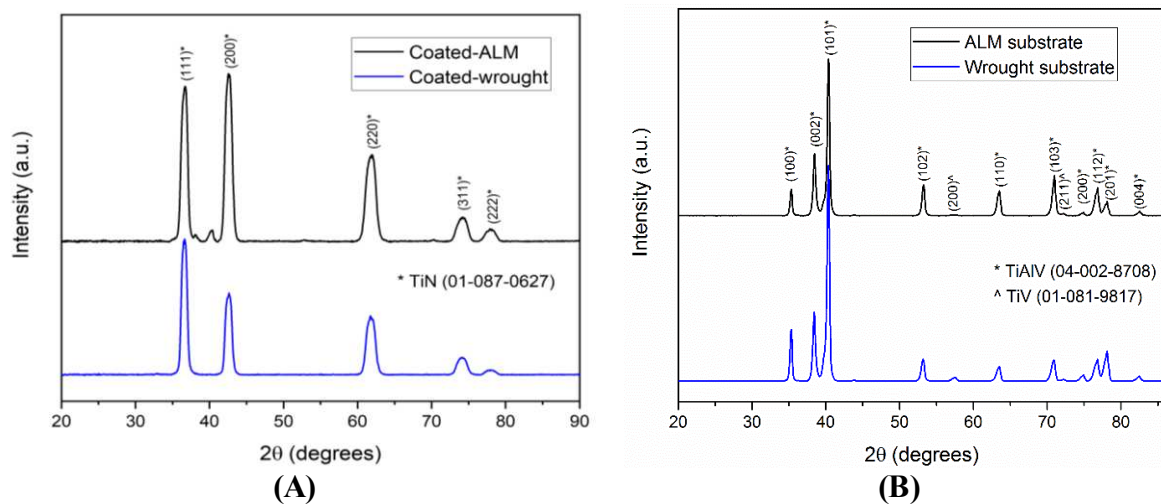 Coated-ALM
Coated-wrought
(111)*
(200)*
(220)*
(311)*
(222)*
* TiN (01-087-0627)
Intensity (a.u.)
20 30 40 50 60 70 80 90
2θ (degrees)
(A)
B)
ALM substrate
Wrought substrate
(100)*
(002)*
(101)*
(102)*
(200)^
(110)*
(103)*
(211)^
(200)*
(112)*
(201)*
(004)*
* TiAlV (04-002-8708)
^ TiV (01-081-9817)
Intensity (a.u.)
20 30 40 50 60 70 80
2θ (degrees)
(B)
A)